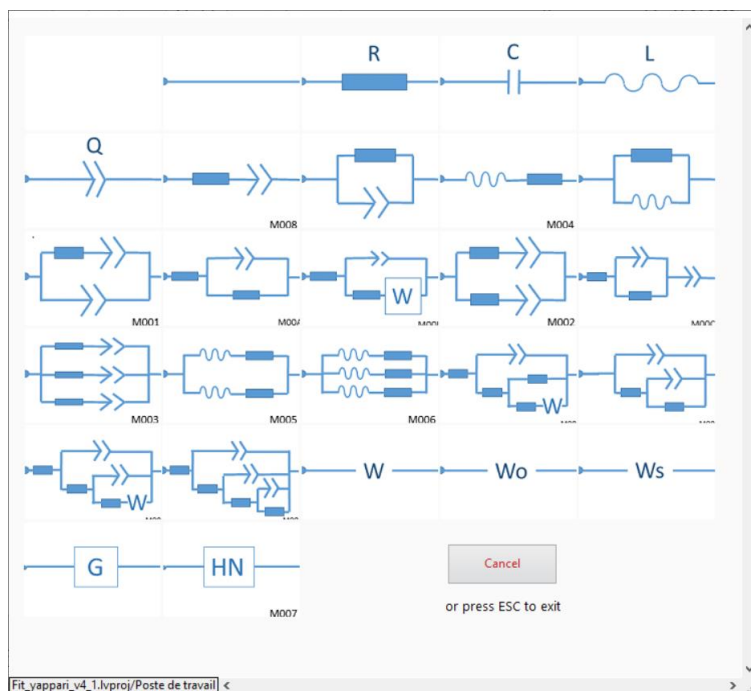 R
C
L
Q
M008
M004
W
M001
M002
W
M003
M005
M006
W
W
Wo
Ws
G
HN
M007
Cancel
or press ESC to exit
Fit_yappari_v4_1.lvproj/Poste de travail